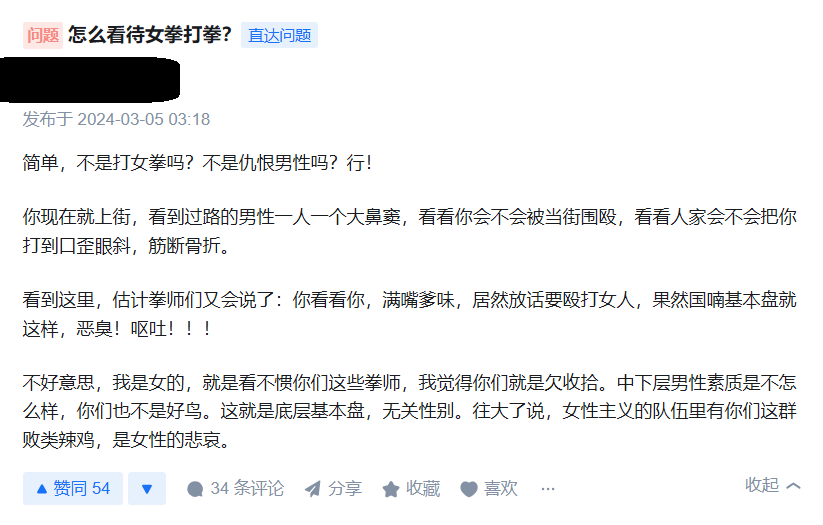 问题 怎么看待女拳打拳？ 直达问题
发布于 2024-03-05 03:18
简单，不是打女拳吗？不是仇恨男性吗？行！
你现在就上街，看到过路的男性一人一个大鼻窦，看看你会不会被当街围殴，看看人家会不会把你
打到口歪眼斜，筋断骨折。
看到这里，估计拳师们又会说了：你看看你，满嘴爹味，居然放话要殴打女人，果然国喃基本盘就
这样，恶臭！呕吐！！！
不好意思，我是女的，就是看不惯你们这些拳师，我觉得你们就是欠收拾。中下层男性素质是不怎
么样，你们也不是好鸟。这就是底层基本盘，无关性别。往大了说，女性主义的队伍里有你们这群
败类辣鸡，是女性的悲哀。
赞同 54 34 条评论 分享 收藏 喜欢 ··· 收起